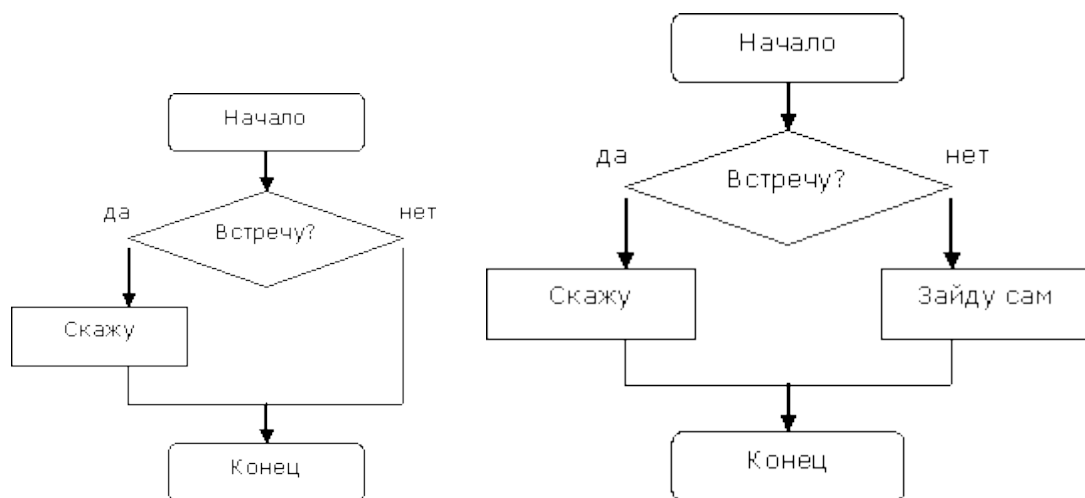 Начало
Встречу?
да
нет
Скажу
Конец
Начало
Встречу?
да
нет
Скажу
Зайду сам
Конец